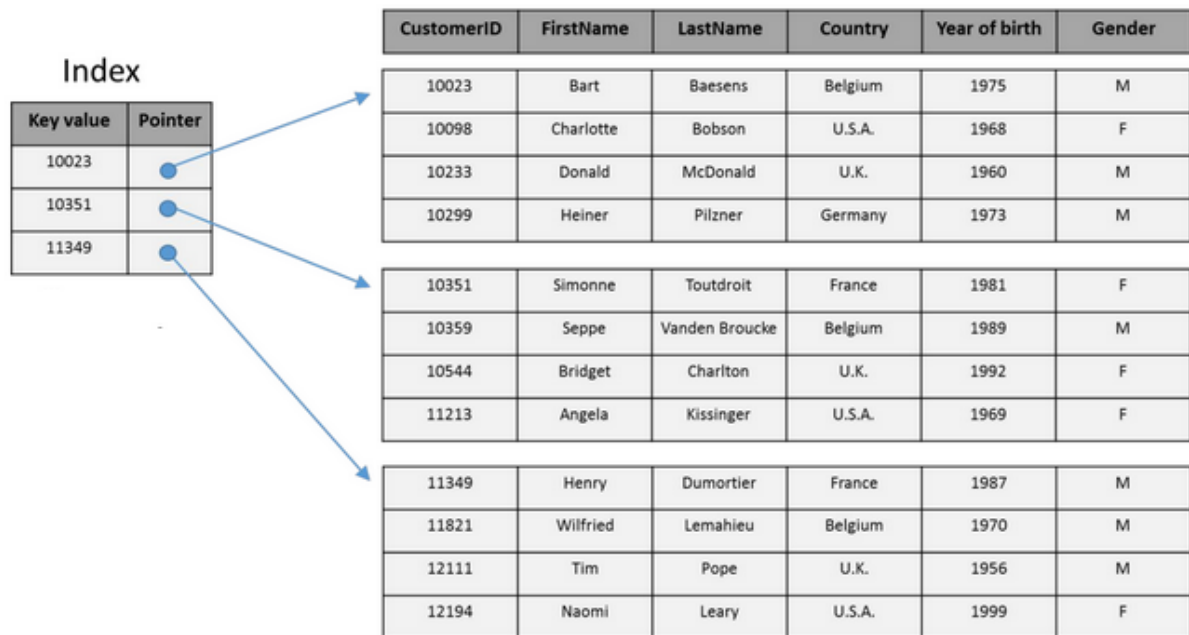 CustomerID FirstName LastName Country Year of birth Gender
Index
Key value Pointer
10023
10351
11349
10023 Bart Baesens Belgium 1975 M
10098 Charlotte Bobson U.S.A. 1968 F
10233 Donald McDonald U.K. 1960 M
10299 Heiner Pilzner Germany 1973 M
10351 Simonne Toutdroit France 1981 F
10359 Seppe Vanden Broucke Belgium 1989 M
10544 Bridget Charlton U.K. 1992 F
11213 Angela Kissinger U.S.A. 1969 F
11349 Henry Dumortier France 1987 M
11821 Wilfried Lemahieu Belgium 1970 M
12111 Tim Pope U.K. 1956 M
12194 Naomi Leary U.S.A. 1999 F